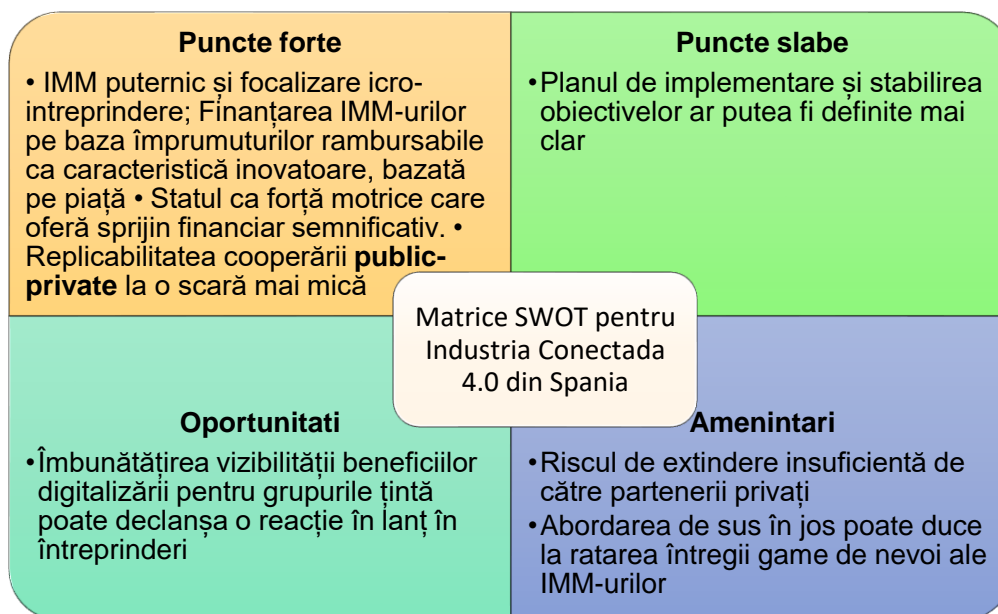 Puncte forte
• IMM puternic și focalizare icro-
intreprindere; Finanțarea IMM-urilor
pe baza împrumuturilor rambursabile
ca caracteristică inovatoare, bazată
pe piață • Statul ca forță motrice care
oferă sprijin financiar semnificativ. •
Replicabilitatea cooperării public-
private la o scară mai mică
Puncte slabe
•Planul de implementare și stabilirea
obiectivelor ar putea fi definite mai
clar
Matrice SWOT pentru
Industria Conectada
4.0 din Spania
Oportunitati
•Îmbunătățirea vizibilității beneficiilor
digitalizării pentru grupurile țintă
poate declanșa o reacție în lanț în
întreprinderi
Amenintari
•Riscul de extindere insuficientă de
către partenerii privați
•Abordarea de sus în jos poate duce
la ratarea întregii game de nevoi ale
IMM-urilor